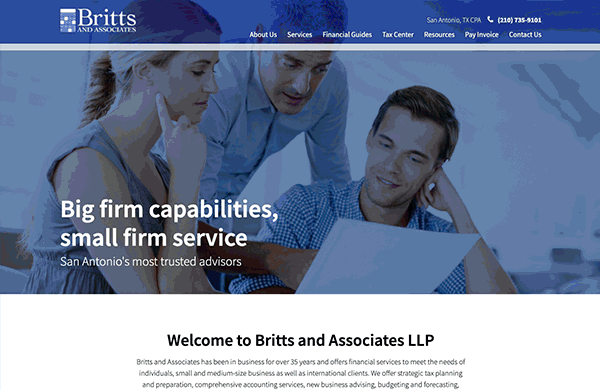 Britts
AND ASSOCIATES
San Antonio, TX CPA (210) 735-9101
About Us Services Financial Guides Tax Center Resources Pay Invoice Contact Us
Big firm capabilities,
small firm service
San Antonio's most trusted advisors
Welcome to Britts and Associates LLP
Britts and Associates has been in business for over 35 years and offers financial services to meet the needs of
individuals, small and medium-size business as well as international clients. We offer strategic tax planning
and preparation, comprehensive accounting services, new business advising, budgeting and forecasting,